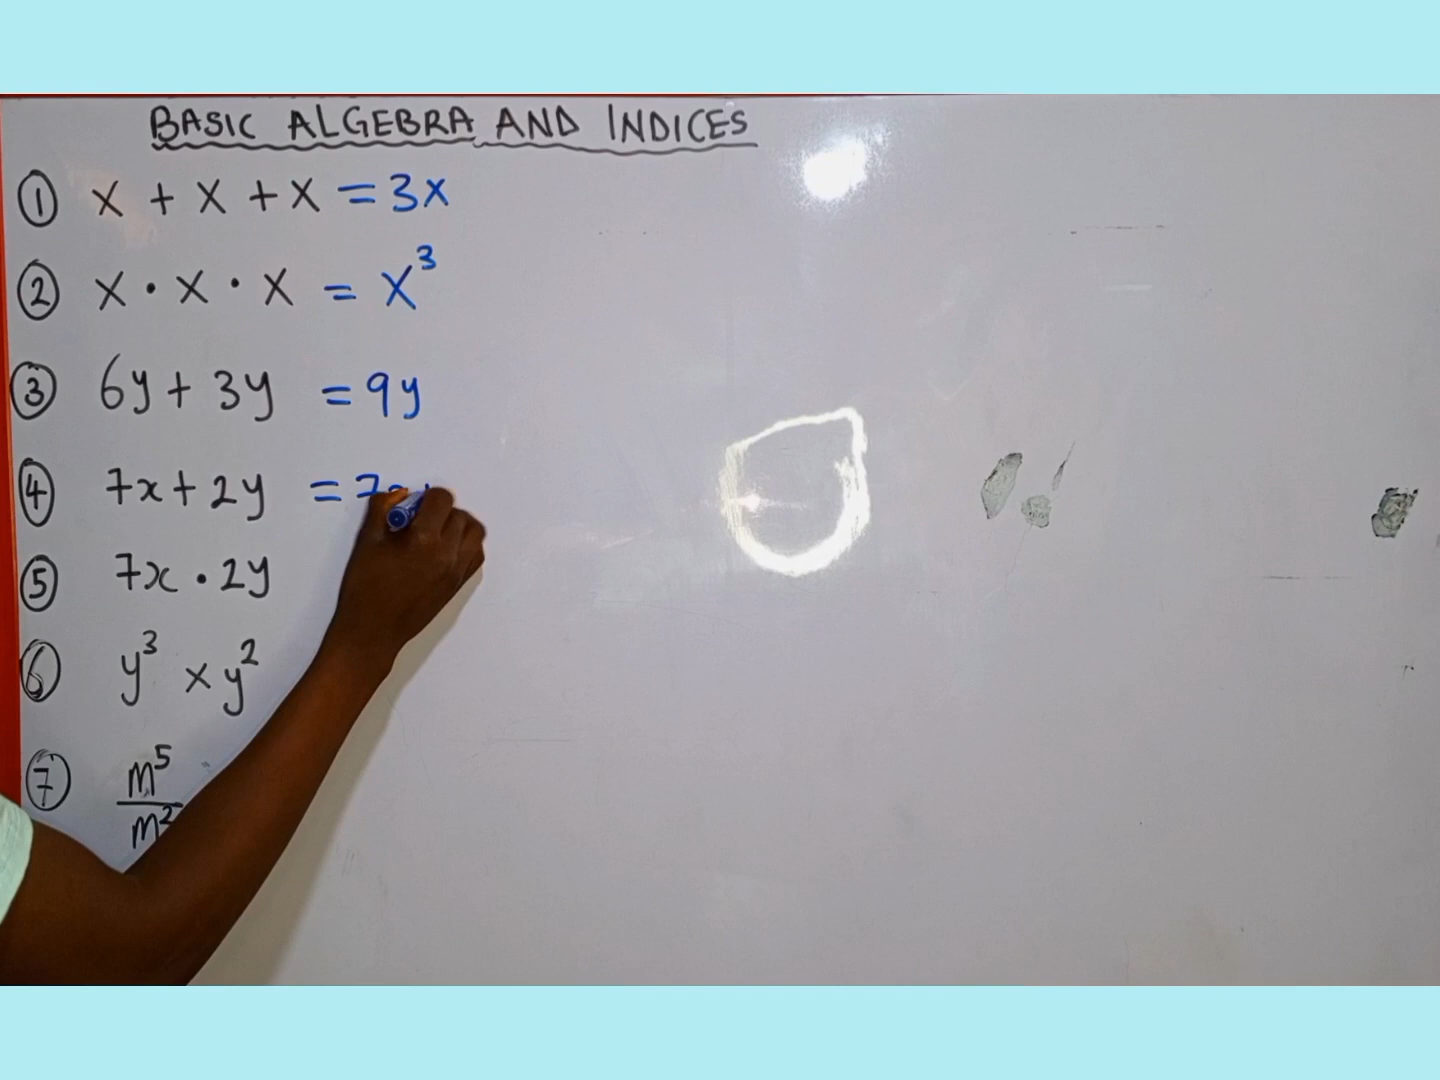 BASIC ALGEBRA AND INDICES
① x + x + x = 3x
② x · x · x = x³
③ 6y + 3y = 9y
④ 7x + 2y = 7x
⑤ 7x · 2y
⑥ y³ × y²
⑦ m⁵
m²